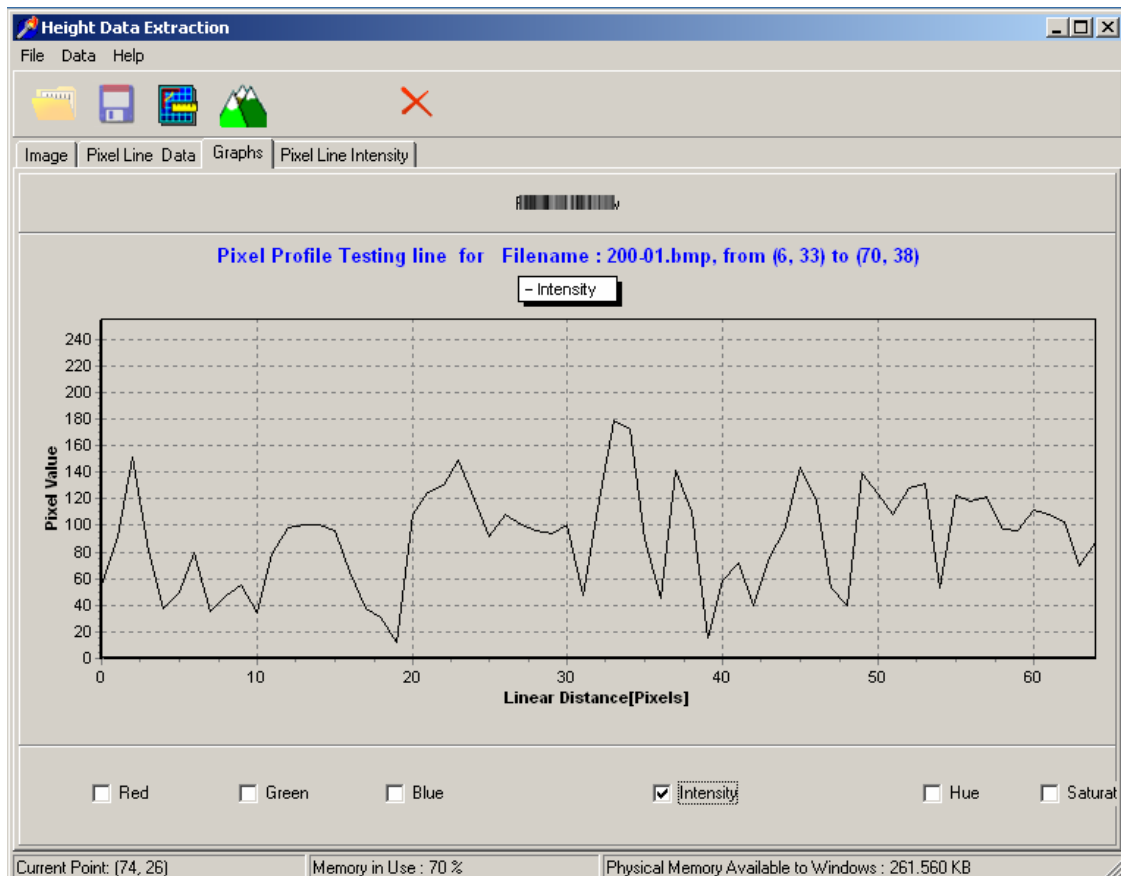 Height Data Extraction
File Data Help
Image Pixel Line Data Graphs Pixel Line Intensity
Pixel Profile Testing line for Filename : 200-01.bmp, from (6, 33) to (70, 38)
Intensity
240
220
200
180
160
140
120
100
80
60
40
20
0
Pixel Value
0 10 20 30 40 50 60
Linear Distance[Pixels]
Red Green Blue Intensity Hue Saturat
Current Point: (74, 26) Memory in Use : 70 % Physical Memory Available to Windows : 261.560 KB